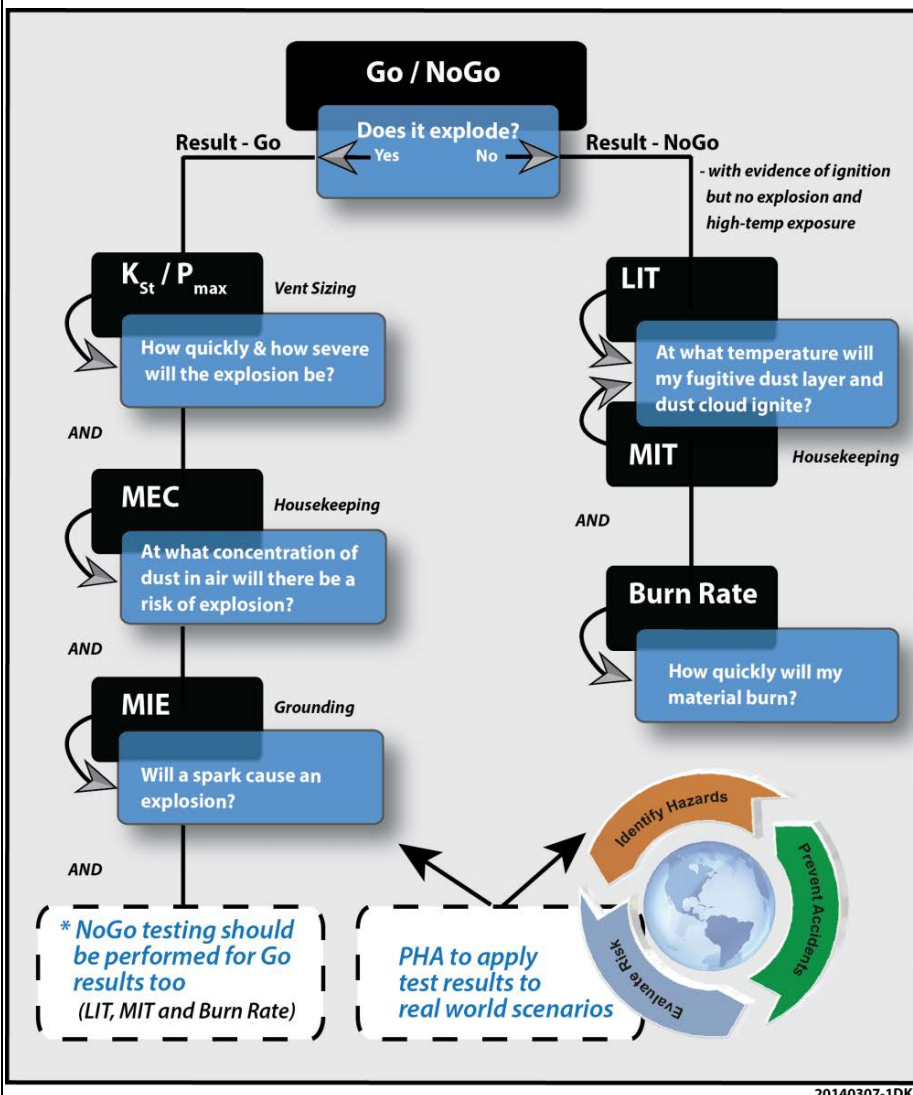 Go / NoGo
Does it explode?
Yes No
Result - Go
Result - NoGo
- with evidence of ignition
but no explosion and
high-temp exposure
K St / P max
Vent Sizing
How quickly & how severe
will the explosion be?
AND
MEC
Housekeeping
At what concentration of
dust in air will there be a
risk of explosion?
AND
MIE
Grounding
Will a spark cause an
explosion?
AND
* NoGo testing should
be performed for Go
results too
(LIT, MIT and Burn Rate)
LIT
At what temperature will
my fugitive dust layer and
dust cloud ignite?
MIT
Housekeeping
AND
Burn Rate
How quickly will my
material burn?
PHA to apply
test results to
real world scenarios
Identify Hazards
Prevent Accidents
Evaluate Risk
20140307-1DK